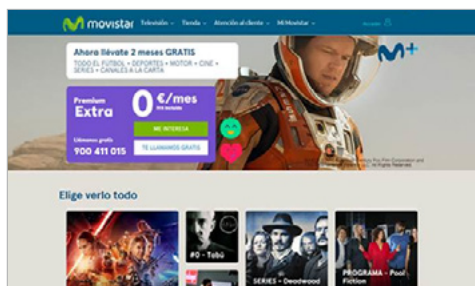 movistar Televisión Tienda Atención al cliente Mi Movistar
Ahora llévate 2 meses GRATIS
TODO EL FÚTBOL + DEPORTES + MOTOR + CINE +
SERIES + CANALES A LA CARTA
M+
Premium
Extra
0 €/mes
ME INTERESA
Llámanos gratis
900 411 015
TE LLAMAMOS GRATIS
Elige verlo todo
#0 - Tabú
SERIES - Deadwood
PROGRAMA - Pool
Fiction